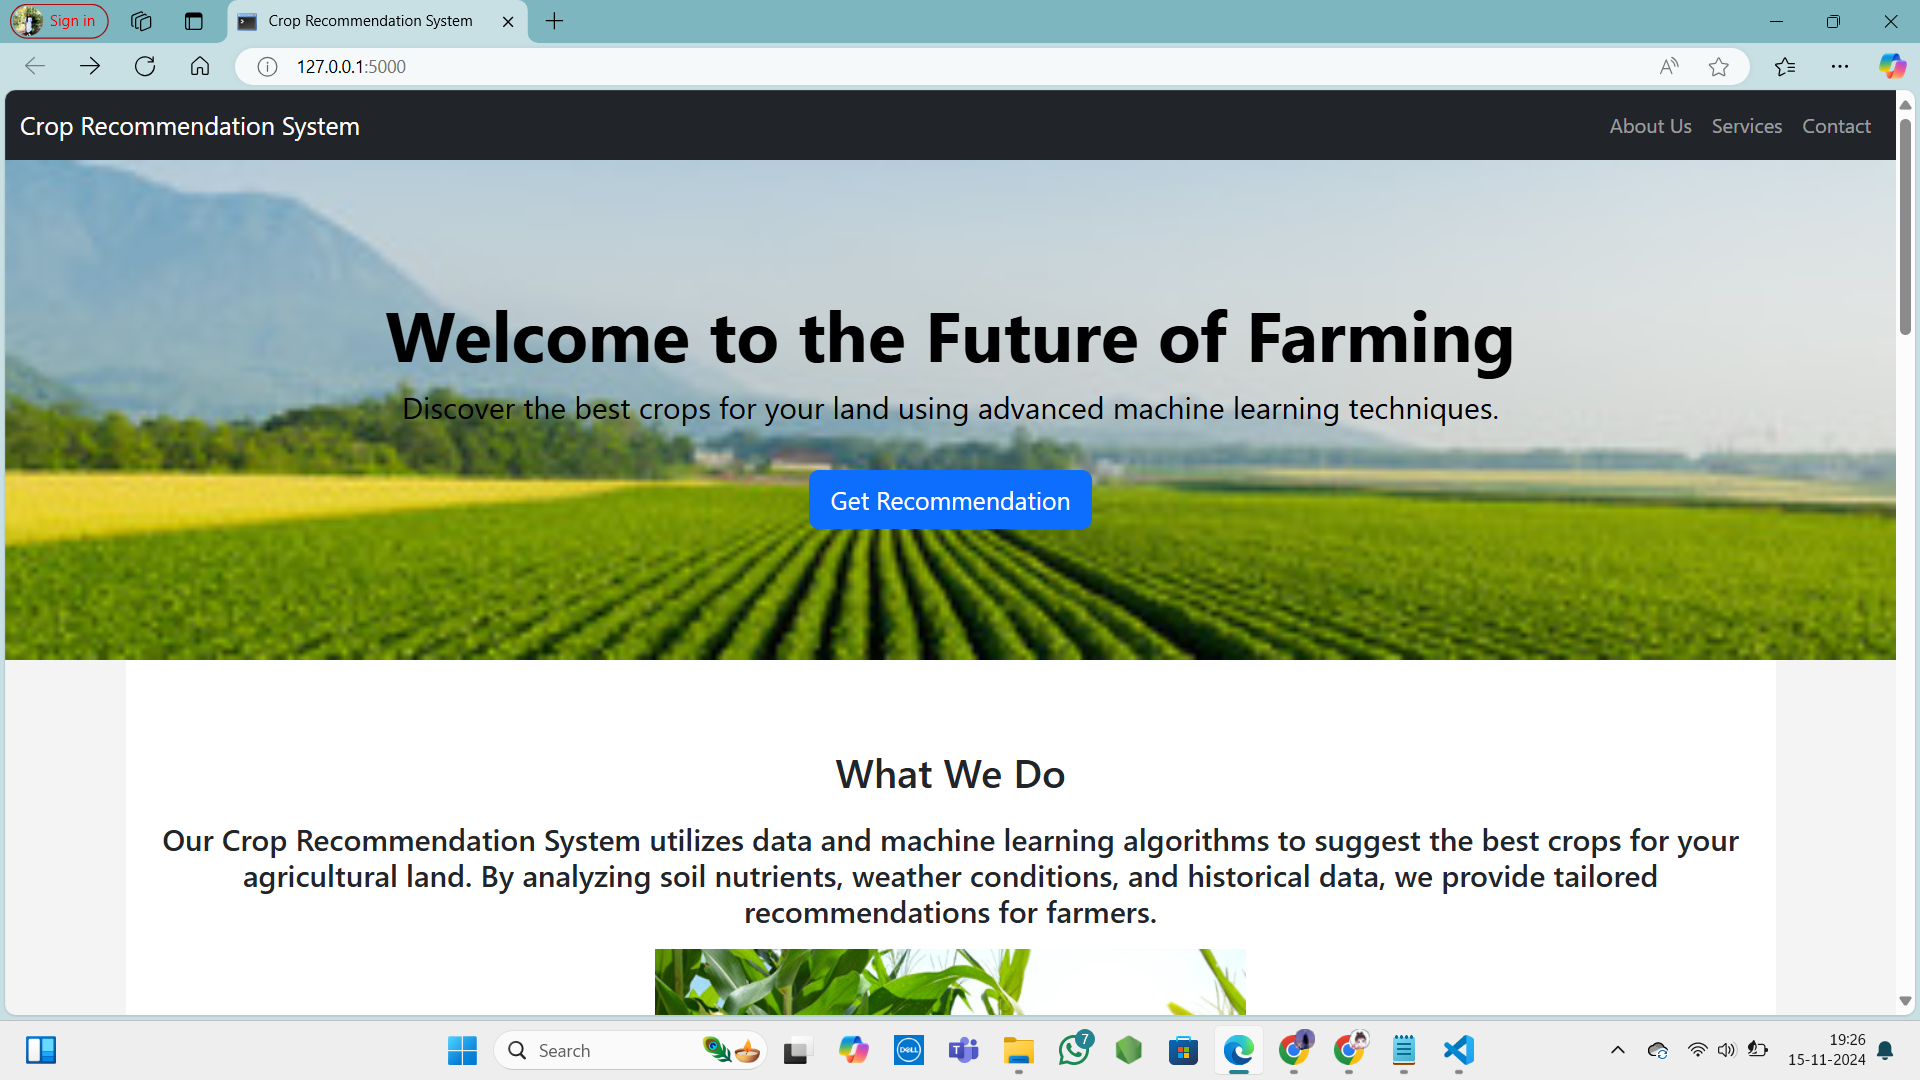 Sign in
Crop Recommendation System
127.0.0.1:5000
Crop Recommendation System
About Us
Services
Contact
Welcome to the Future of Farming
Discover the best crops for your land using advanced machine learning techniques.
Get Recommendation
What We Do
Our Crop Recommendation System utilizes data and machine learning algorithms to suggest the best crops for your
agricultural land. By analyzing soil nutrients, weather conditions, and historical data, we provide tailored
recommendations for farmers.
Search
DELL
7
19:26
15-11-2024